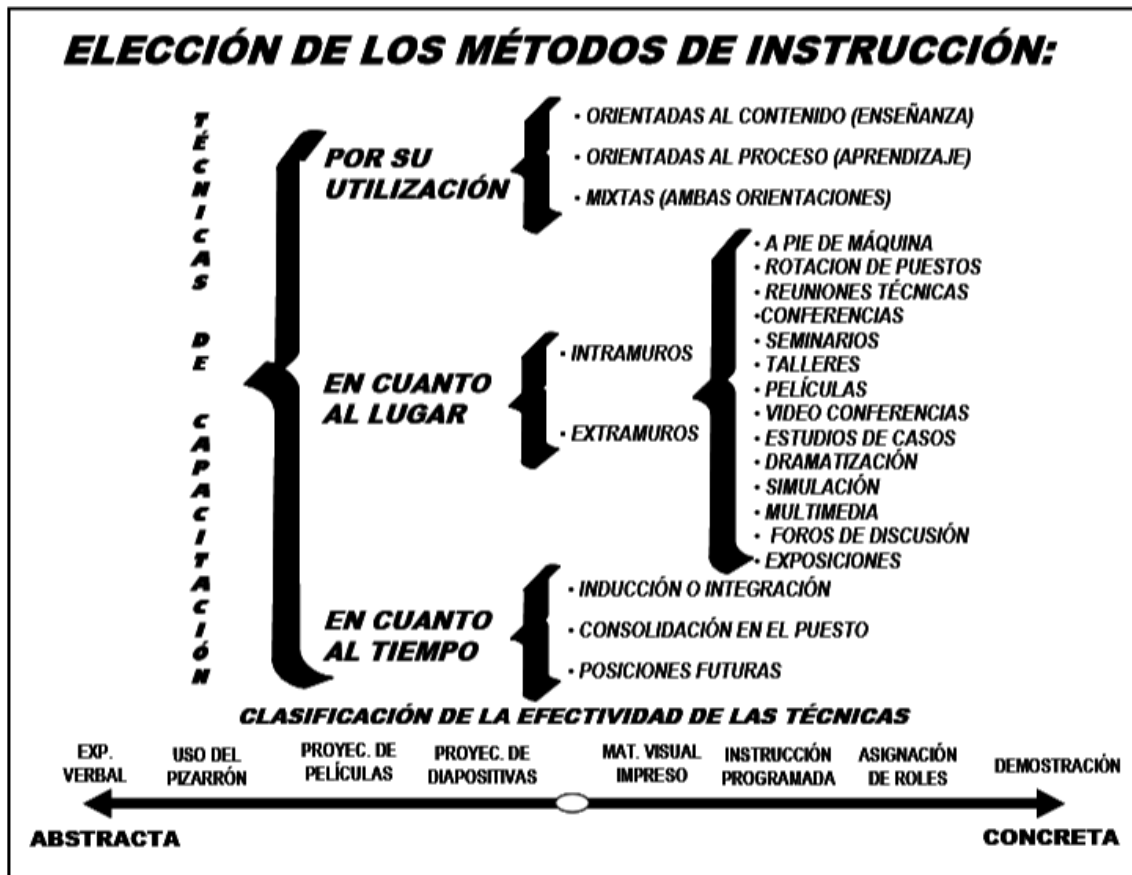 ELECCIÓN DE LOS MÉTODOS DE INSTRUCCIÓN:
TÉCNICAS DE CAPACITACIÓN
POR SU
UTILIZACIÓN
• ORIENTADAS AL CONTENIDO (ENSEÑANZA)
• ORIENTADAS AL PROCESO (APRENDIZAJE)
• MIXTAS (AMBAS ORIENTACIONES)
EN CUANTO
AL LUGAR
• INTRAMUROS
• EXTRAMUROS
• A PIE DE MÁQUINA
• ROTACION DE PUESTOS
• REUNIONES TÉCNICAS
•CONFERENCIAS
• SEMINARIOS
• TALLERES
• PELÍCULAS
• VIDEO CONFERENCIAS
• ESTUDIOS DE CASOS
• DRAMATIZACIÓN
• SIMULACIÓN
• MULTIMEDIA
• FOROS DE DISCUSIÓN
• EXPOSICIONES
EN CUANTO
AL TIEMPO
• INDUCCIÓN O INTEGRACIÓN
• CONSOLIDACIÓN EN EL PUESTO
• POSICIONES FUTURAS
CLASIFICACIÓN DE LA EFECTIVIDAD DE LAS TÉCNICAS
EXP.
VERBAL
USO DEL
PIZARRÓN
PROYEC. DE
PELÍCULAS
PROYEC. DE
DIAPOSITIVAS
MAT. VISUAL
IMPRESO
INSTRUCCIÓN
PROGRAMADA
ASIGNACIÓN
DE ROLES
DEMOSTRACIÓN
ABSTRACTA
CONCRETA